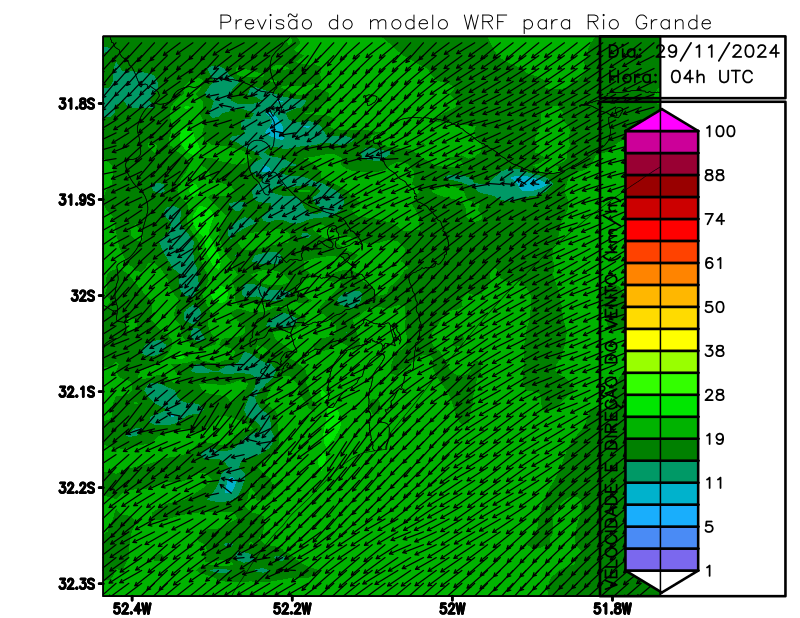 Previsão do modelo WRF para Rio Grande
Dia: 29/11/2024
Hora: 04h UTC
31.8S
31.9S
32S
32.1S
32.2S
32.3S
52.4W
52.2W
52W
51.8W
VELOCIDADE E DIREÇÃO DO VENTO (km/h)
100
88
74
61
50
38
28
19
11
5
1